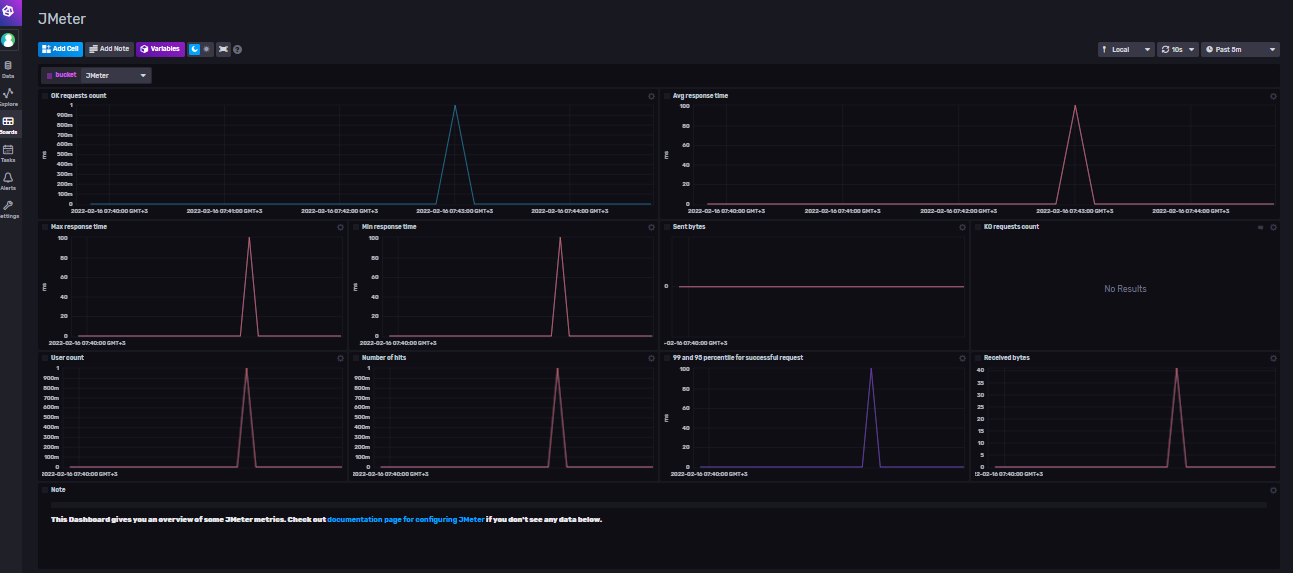 JMeter
Add Cell Add Note Variables Local 10s Past 5m
bucket JMeter
Data
Explore
Boards
Tasks
Alerts
Settings
OK requests count
1
900m
800m
700m
600m
500m
400m
300m
200m
100m
0
ms
2022-02-16 07:40:00 GMT+3 2022-02-16 07:41:00 GMT+3 2022-02-16 07:42:00 GMT+3 2022-02-16 07:43:00 GMT+3 2022-02-16 07:44:00 GMT+3
Avg response time
100
80
60
40
20
0
ms
2022-02-16 07:40:00 GMT+3 2022-02-16 07:41:00 GMT+3 2022-02-16 07:42:00 GMT+3 2022-02-16 07:43:00 GMT+3 2022-02-16 07:44:00 GMT+3
Max response time
100
80
60
40
20
0
ms
2022-02-16 07:40:00 GMT+3
Min response time
100
80
60
40
20
0
ms
2022-02-16 07:40:00 GMT+3
Sent bytes
0
-02-16 07:40:00 GMT+3
KO requests count
No Results
User count
1
900m
800m
700m
600m
500m
400m
300m
200m
100m
0
2022-02-16 07:40:00 GMT+3
Number of hits
1
900m
800m
700m
600m
500m
400m
300m
200m
100m
0
2022-02-16 07:40:00 GMT+3
99 and 95 percentile for successful request
100
80
60
40
20
0
ms
2022-02-16 07:40:00 GMT+3
Received bytes
40
35
30
25
20
15
10
5
0
22-02-16 07:40:00 GMT+3
Note
This Dashboard gives you an overview of some JMeter metrics. Check out documentation page for configuring JMeter if you don't see any data below.